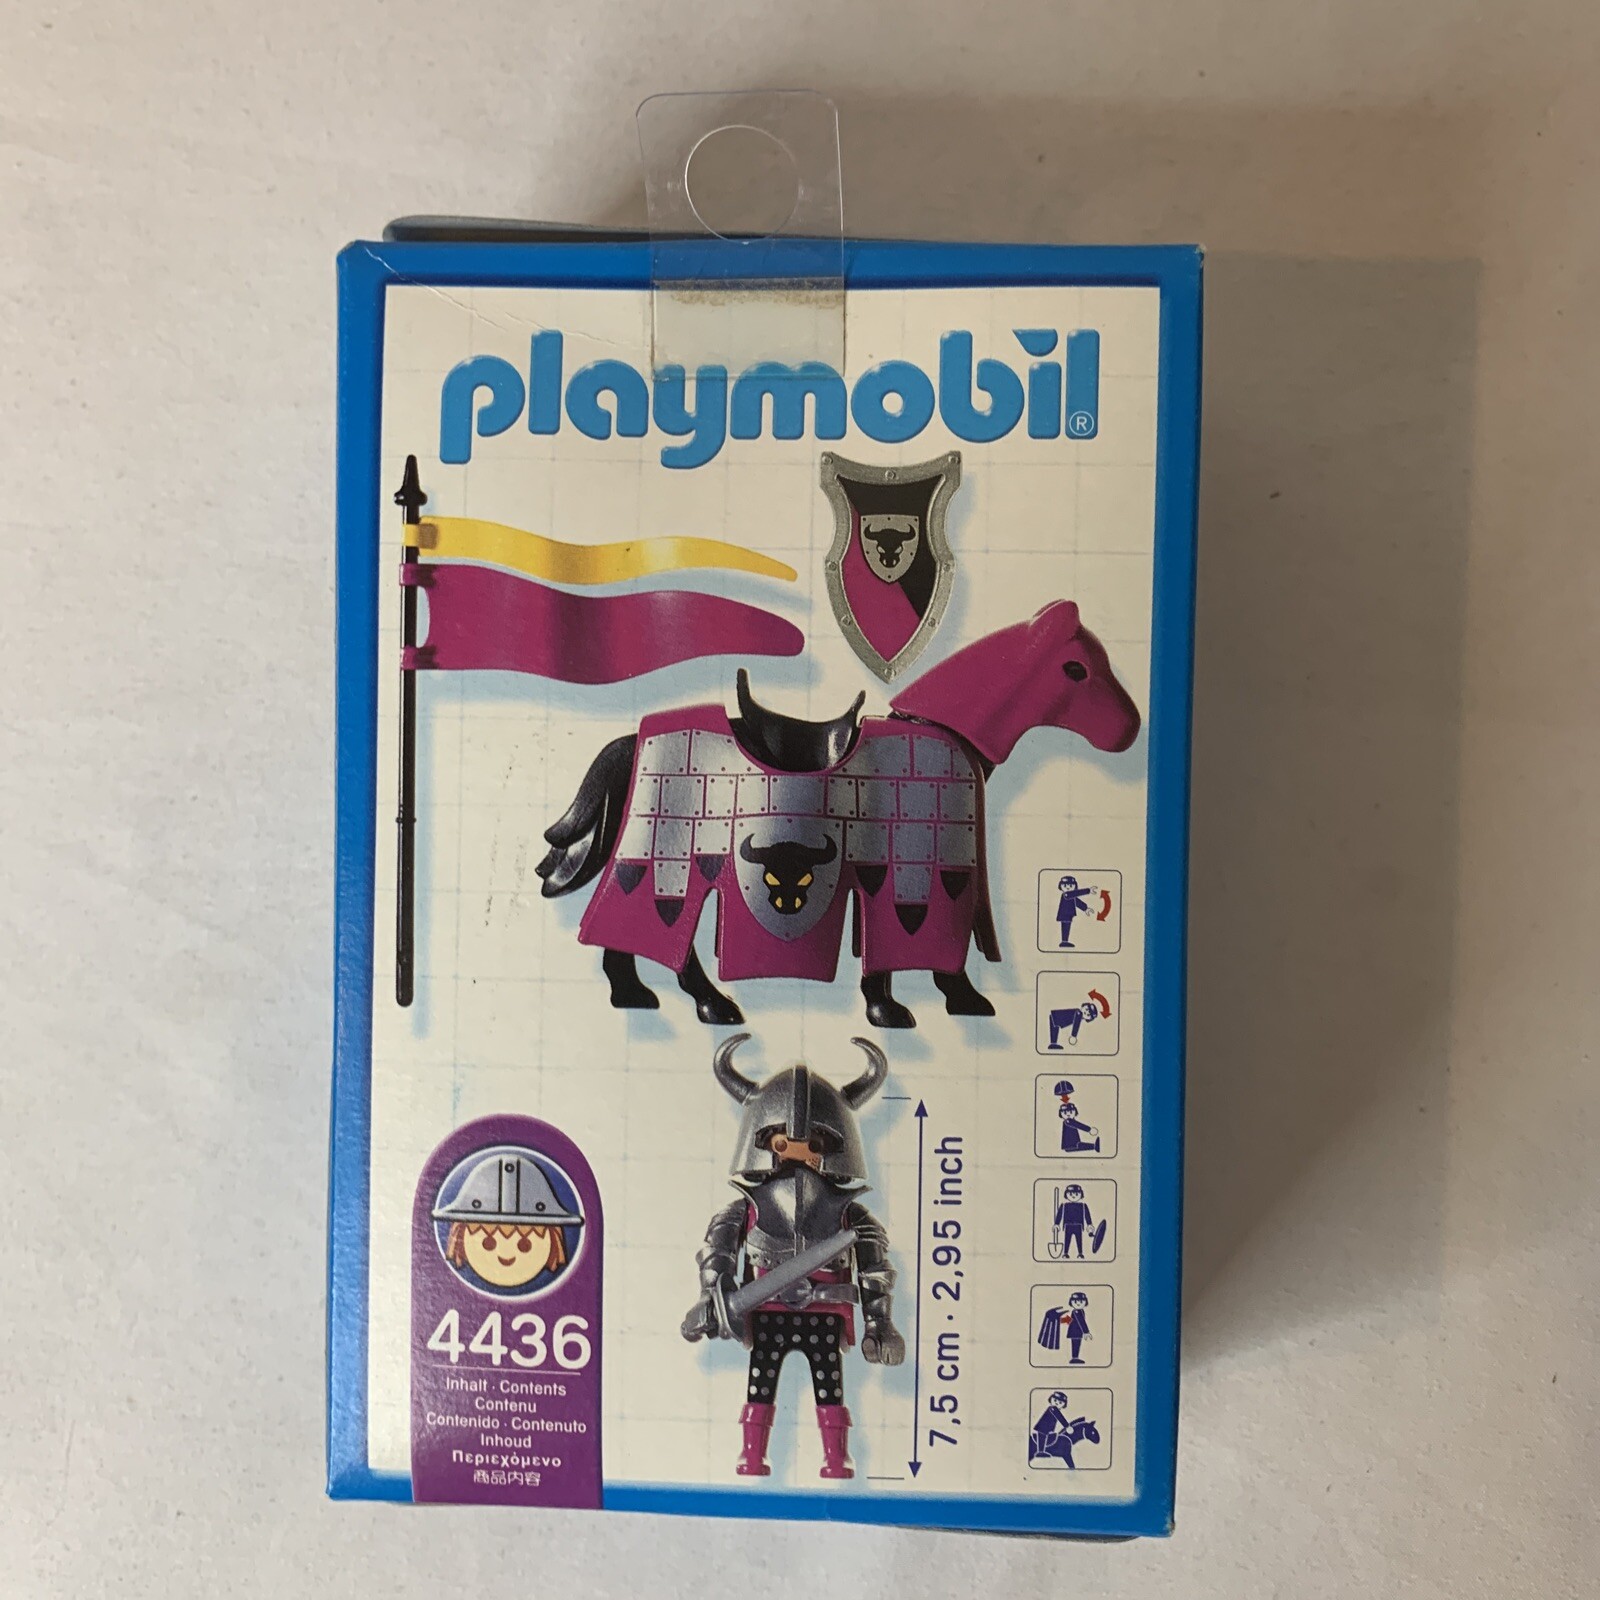 playmobil®
7,5 cm · 2,95 inch
4436
Inhalt · Contents
Contenu
Contenido · Contenuto
Inhoud
Περιεχόμενο
商品内容